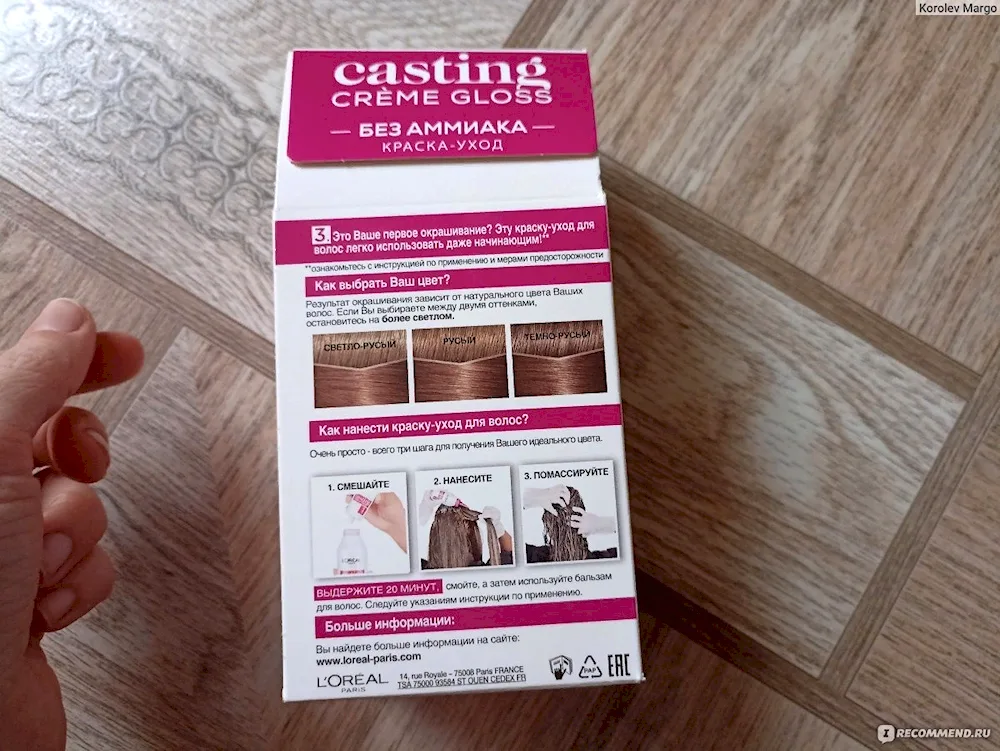 Korolev Margo
casting
CRÈME GLOSS
— БЕЗ АММИАКА —
КРАСКА-УХОД
3. Это Ваше первое окрашивание? Эту краску-уход для
волос легко использовать даже начинающим!**
**ознакомьтесь с инструкцией по применению и мерами предосторожности
Как выбрать Ваш цвет?
Результат окрашивания зависит от натурального цвета Ваших
волос. Если Вы выбираете между двумя оттенками,
остановитесь на более светлом.
СВЕТЛО-РУСЫЙ
РУСЫЙ
ТЕМНО-РУСЫЙ
Как нанести краску-уход для волос?
Очень просто - всего три шага для получения Вашего идеального цвета.
1. СМЕШАЙТЕ
2. НАНЕСИТЕ
3. ПОМАССИРУЙТЕ
L'ORÉAL
ВЫДЕРЖИТЕ 20 МИНУТ, смойте, а затем используйте бальзам
для волос. Следуйте указаниям инструкции по применению.
Больше информации:
Вы найдете больше информации на сайте:
www.loreal-paris.com
L'ORÉAL
PARIS
14, rue Royale – 75008 Paris FRANCE
TSA 75000 93584 ST OUEN CEDEX FR
PAP
EAC
RECOMMEND.RU